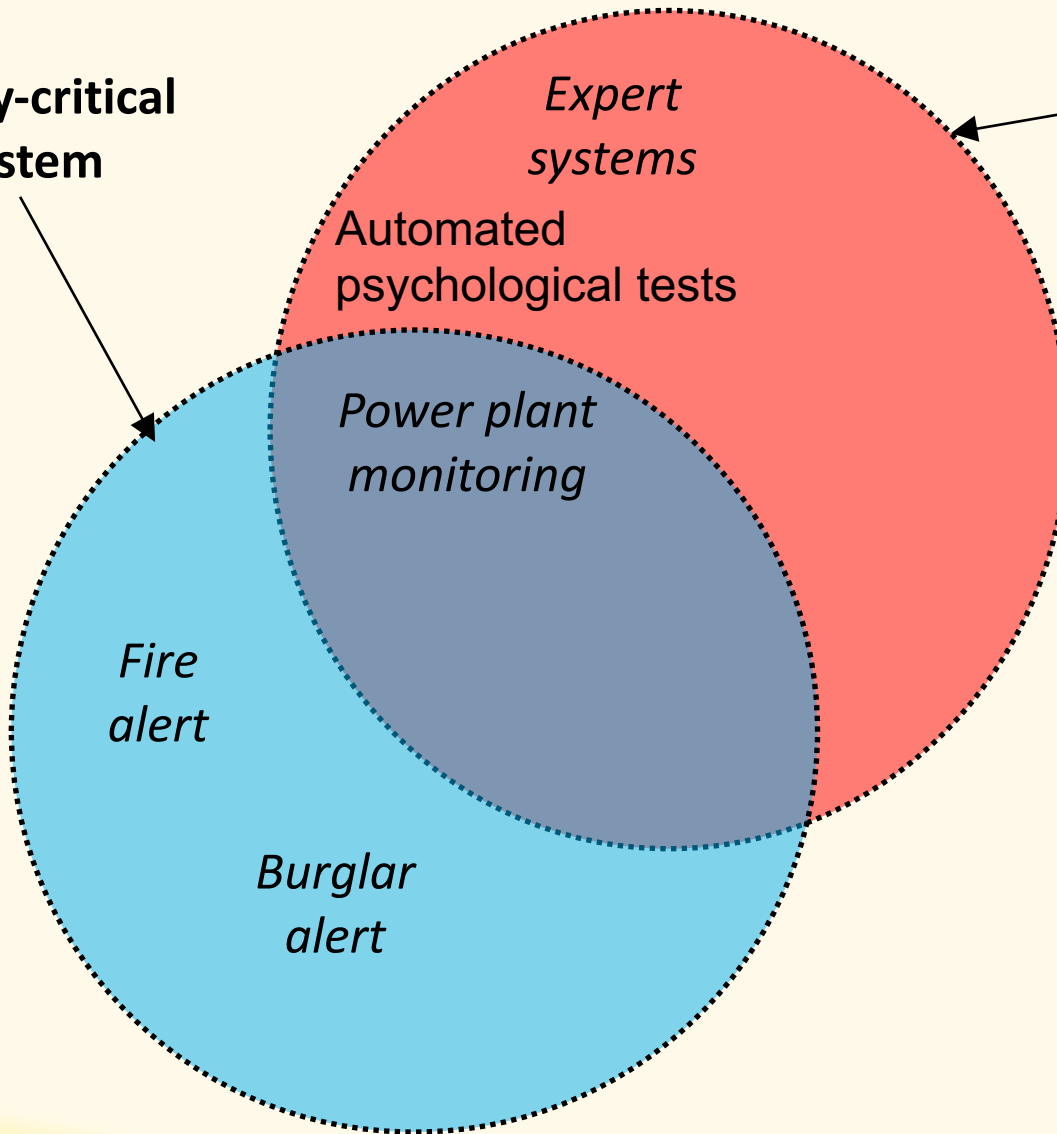 y-critical
stem
Expert
systems
Automated
psychological tests
Power plant
monitoring
Fire
alert
Burglar
alert